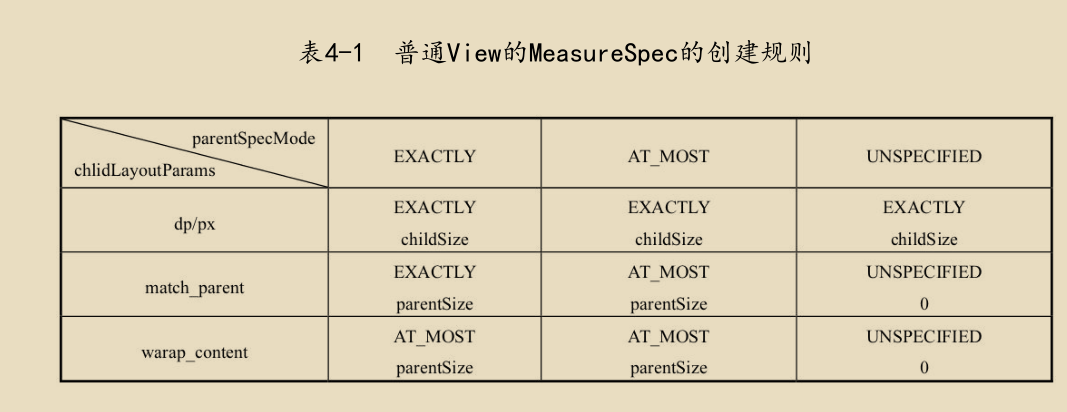 表4-1 普通View的MeasureSpec的创建规则
parentSpecMode
chlidLayoutParams
EXACTLY
AT_MOST
UNSPECIFIED
dp/px
EXACTLY
childSize
EXACTLY
childSize
EXACTLY
childSize
match_parent
EXACTLY
parentSize
AT_MOST
parentSize
UNSPECIFIED
0
warap_content
AT_MOST
parentSize
AT_MOST
parentSize
UNSPECIFIED
0